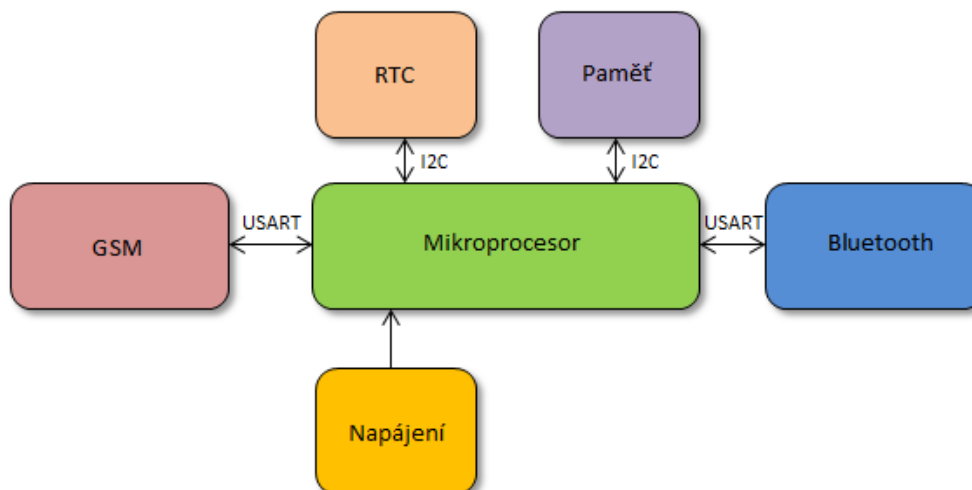 RTC
Paměť
I2C
I2C
GSM
USART
Mikroprocesor
USART
Bluetooth
Napájení